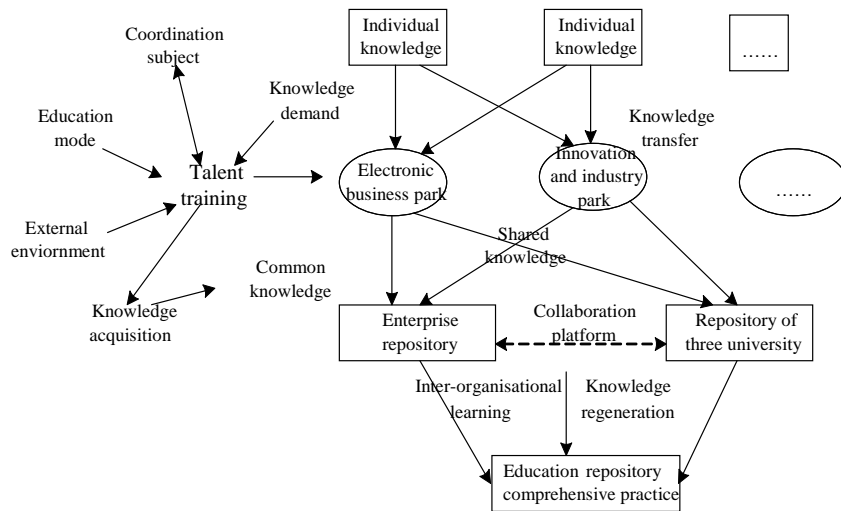 Coordination
subject
Individual
knowledge
Individual
knowledge
……
Knowledge
demand
Education
mode
Knowledge
transfer
Talent
training
Electronic
business park
Innovation
and industry
park
……
External
enviornment
Shared
knowledge
Common
knowledge
Knowledge
acquisition
Enterprise
repository
Collaboration
platform
Repository of
three university
Inter-organisational
learning
Knowledge
regeneration
Education repository
comprehensive practice